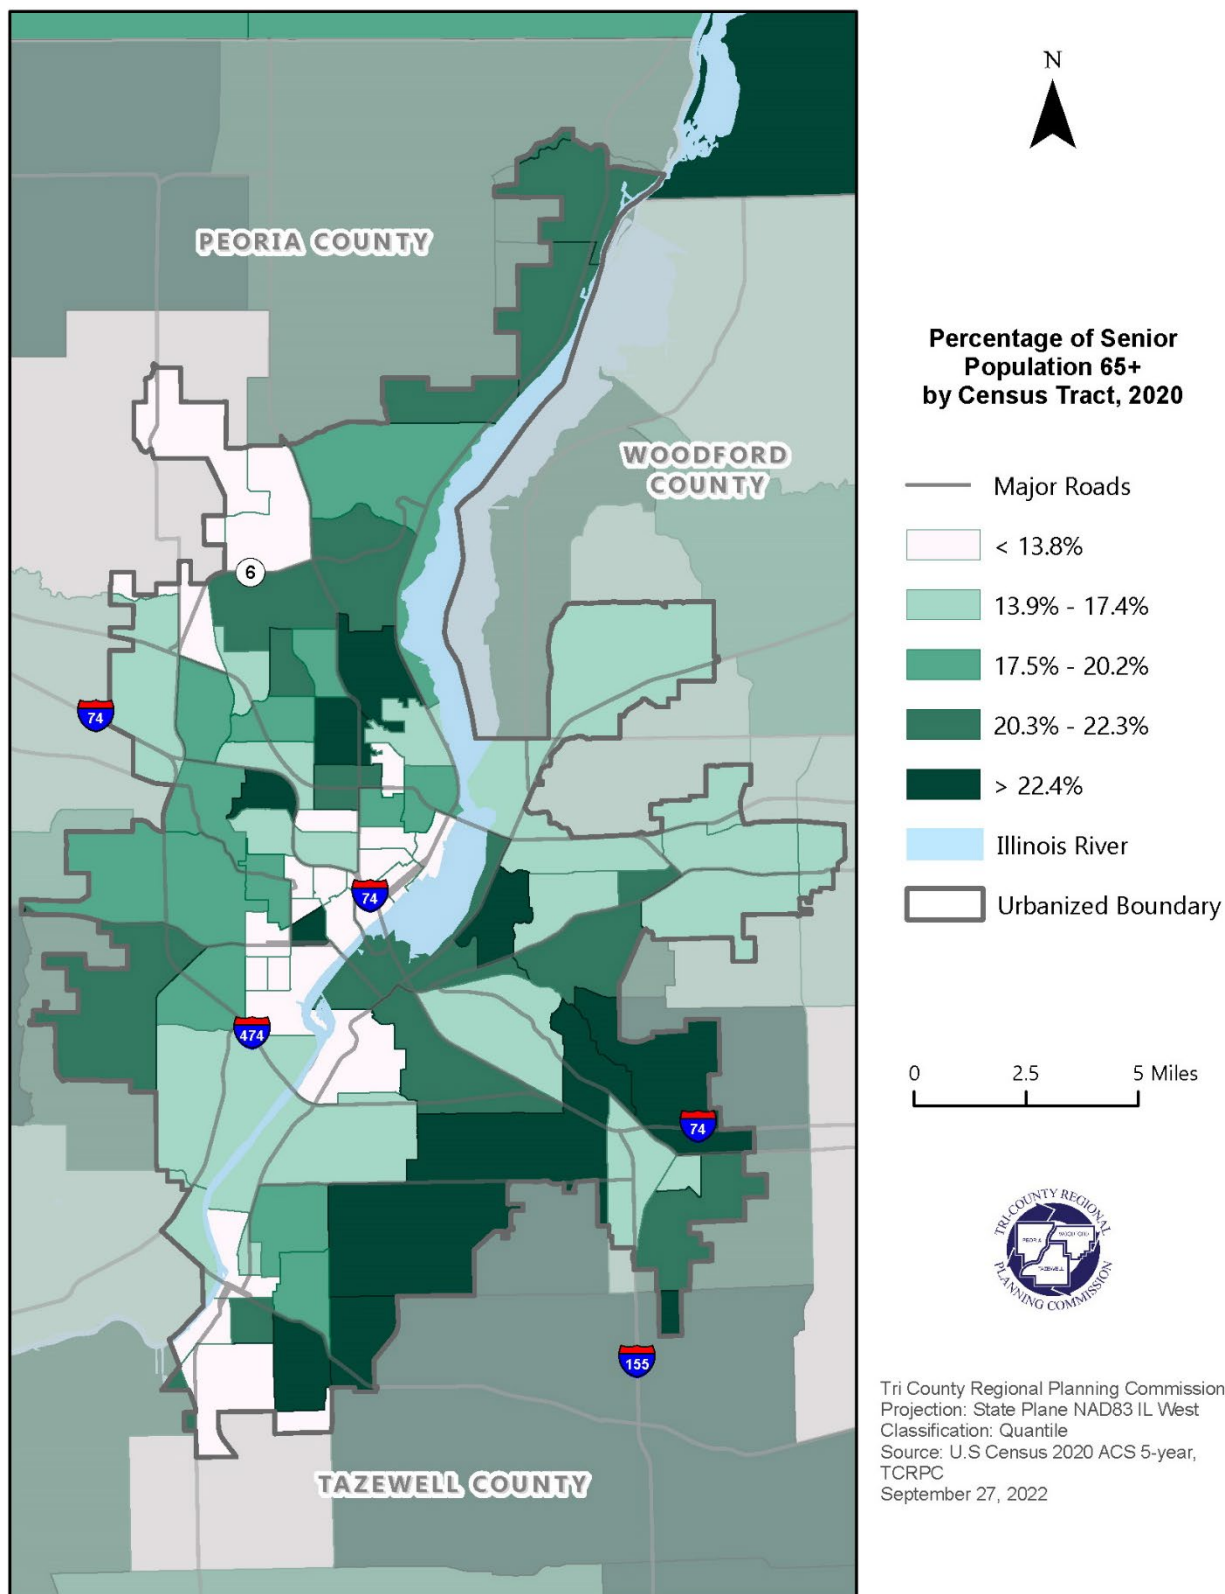 PEORIA COUNTY
WOODFORD
COUNTY
6
74
74
474
74
155
TAZEWELL COUNTY
N
Percentage of Senior
Population 65+
by Census Tract, 2020
Major Roads
< 13.8%
13.9% - 17.4%
17.5% - 20.2%
20.3% - 22.3%
> 22.4%
Illinois River
Urbanized Boundary
0 2.5 5 Miles
TRI-COUNTY REGIONAL
PEORIA
WOODFORD
TAZEWELL
PLANNING COMMISSION
Tri County Regional Planning Commission
Projection: State Plane NAD83 IL West
Classification: Quantile
Source: U.S Census 2020 ACS 5-year,
TCRPC
September 27, 2022